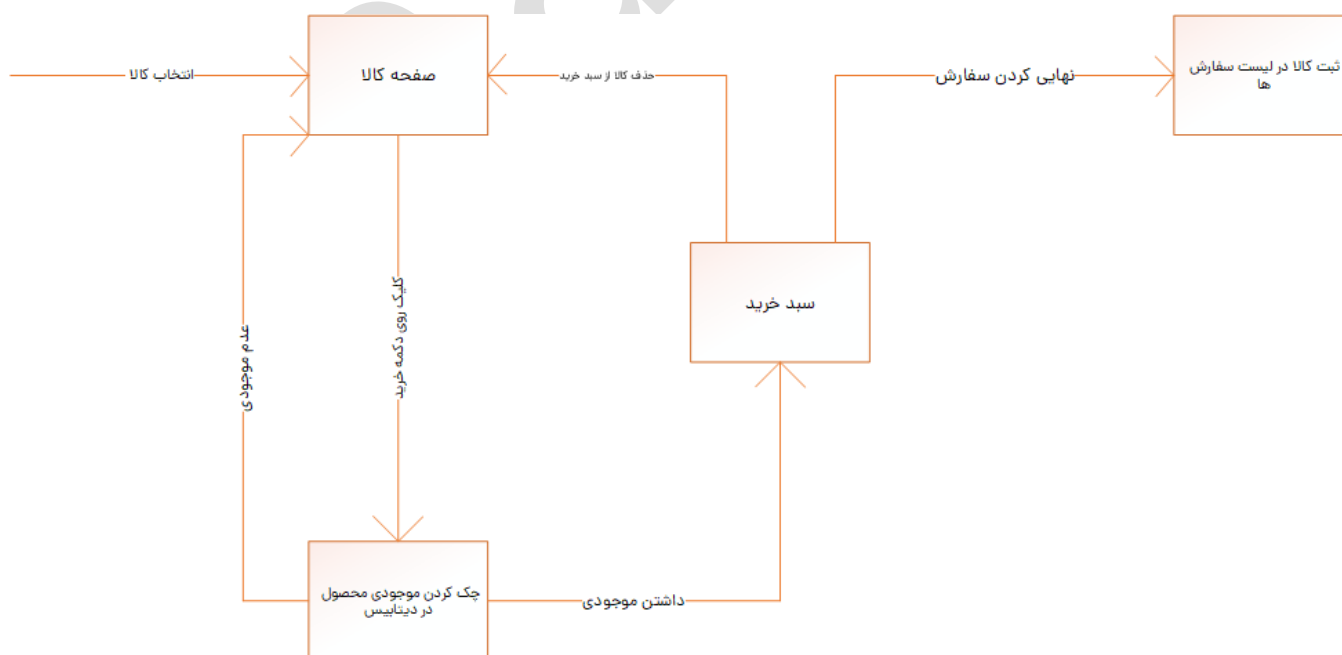 انتخاب کالا
صفحه کالا
حذف کالا از سبد خرید
نهایی کردن سفارش
ثبت کالا در لیست سفارش
ها
سبد خرید
کلیک روی دکمه خرید
عدم موجودی
چک کردن موجودی محصول
در دیتابیس
داشتن موجودی